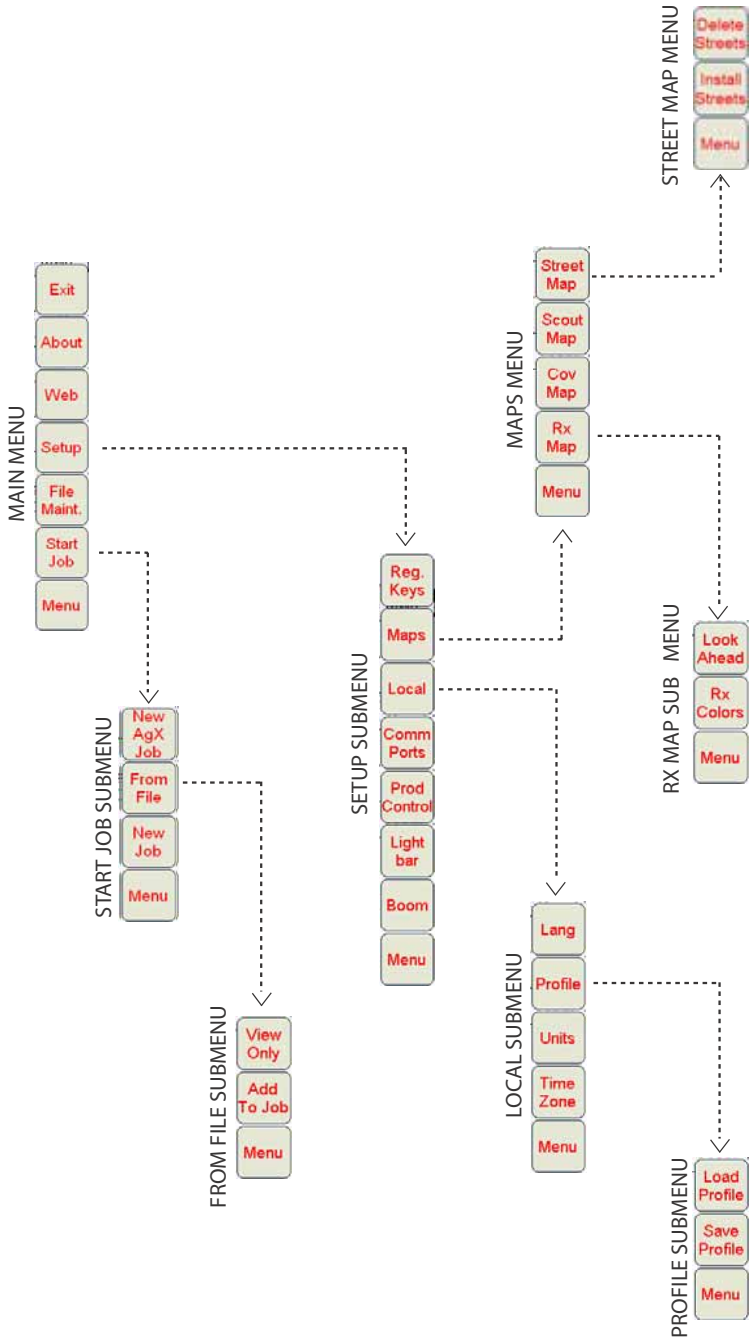 MAIN MENU
Exit
About
Web
Setup
File
Maint.
Start
Job
Menu
START JOB SUBMENU
New
AgX
Job
From
File
New
Job
Menu
FROM FILE SUBMENU
View
Only
Add
To Job
Menu
SETUP SUBMENU
Reg.
Keys
Maps
Local
Comm
Ports
Prod
Control
Light
bar
Boom
Menu
LOCAL SUBMENU
Lang
Profile
Units
Time
Zone
Menu
PROFILE SUBMENU
Load
Profile
Save
Profile
Menu
MAPS MENU
Street
Map
Scout
Map
Cov
Map
Rx
Map
Menu
RX MAP SUB MENU
Look
Ahead
Rx
Colors
Menu
STREET MAP MENU
Delete
Streets
Install
Streets
Menu